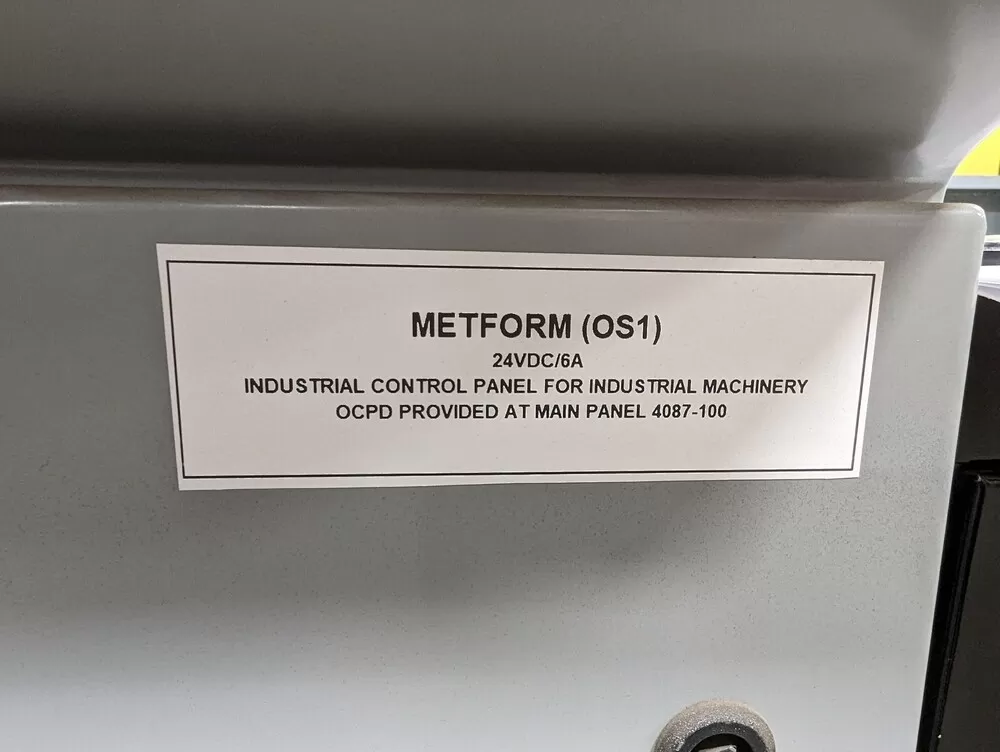 METFORM (OS1)
24VDC/6A
INDUSTRIAL CONTROL PANEL FOR INDUSTRIAL MACHINERY
OCPD PROVIDED AT MAIN PANEL 4087-100